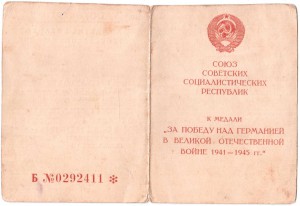 Б №0292411 ✻
СОЮЗ
СОВЕТСКИХ
СОЦИАЛИСТИЧЕСКИХ
РЕСПУБЛИК
К МЕДАЛИ
„ЗА ПОБЕДУ НАД ГЕРМАНИЕЙ
В ВЕЛИКОЙ ОТЕЧЕСТВЕННОЙ
ВОЙНЕ 1941—1945 гг.“